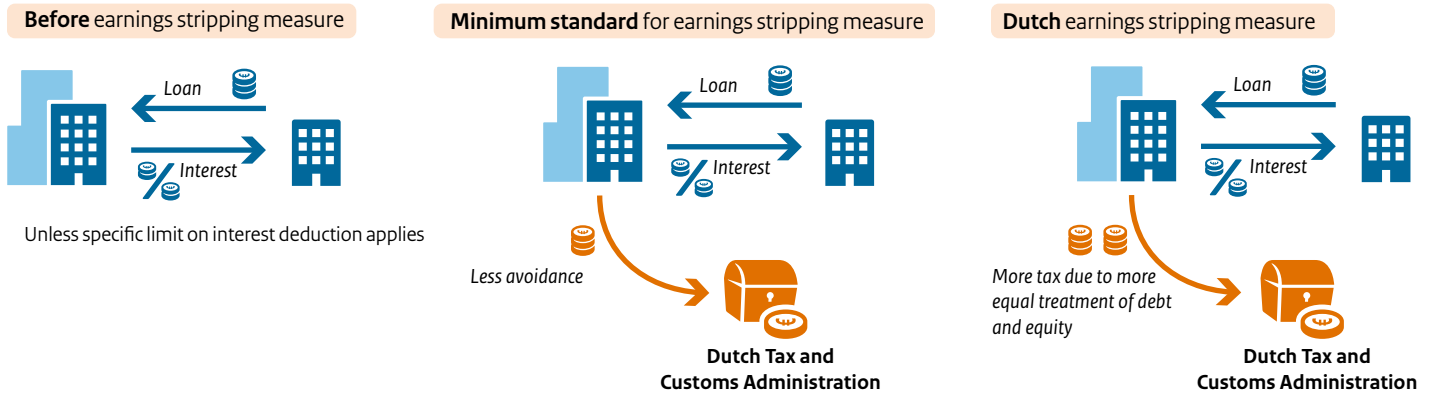 Before earnings stripping measure
Loan
Interest
Unless specific limit on interest deduction applies
Minimum standard for earnings stripping measure
Loan
Interest
Less avoidance
Dutch Tax and
Customs Administration
Dutch earnings stripping measure
Loan
Interest
More tax due to more
equal treatment of debt
and equity
Dutch Tax and
Customs Administration